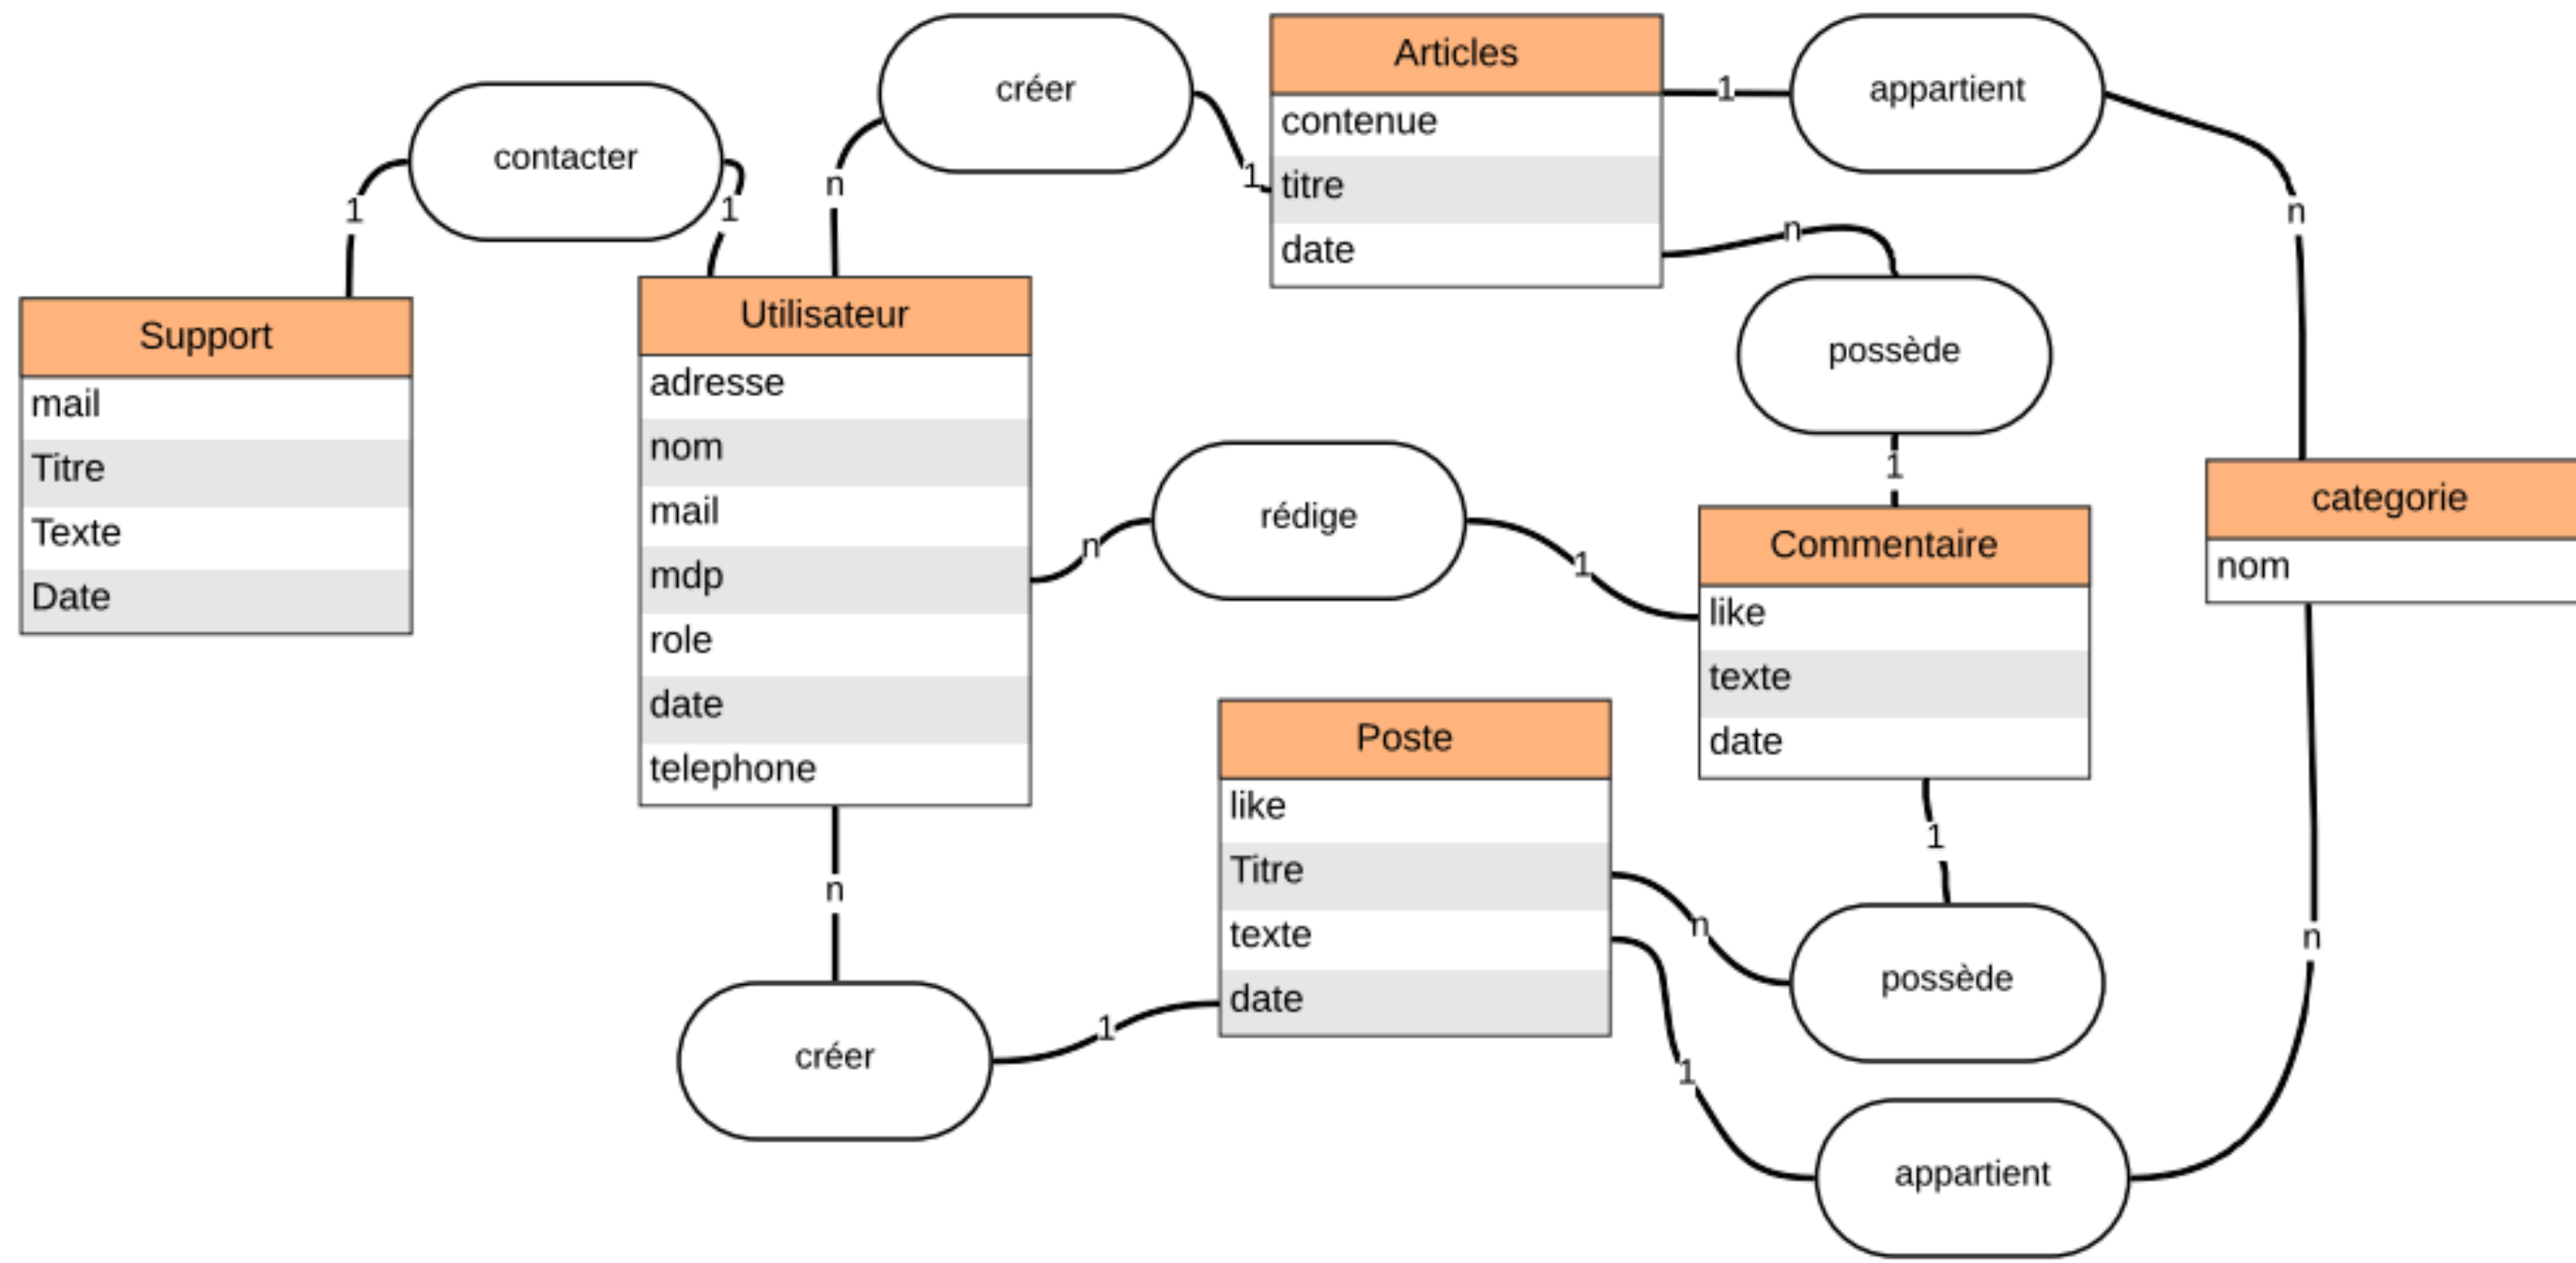 créer
Articles
appartient
contenue
titre
date
1
1
n
n
contacter
1
1
n
possède
1
Support
mail
Titre
Texte
Date
Utilisateur
adresse
nom
mail
mdp
role
date
telephone
rédige
n
1
Commentaire
like
texte
date
categorie
nom
Poste
like
Titre
texte
date
n
1
n
1
n
créer
1
possède
1
n
appartient